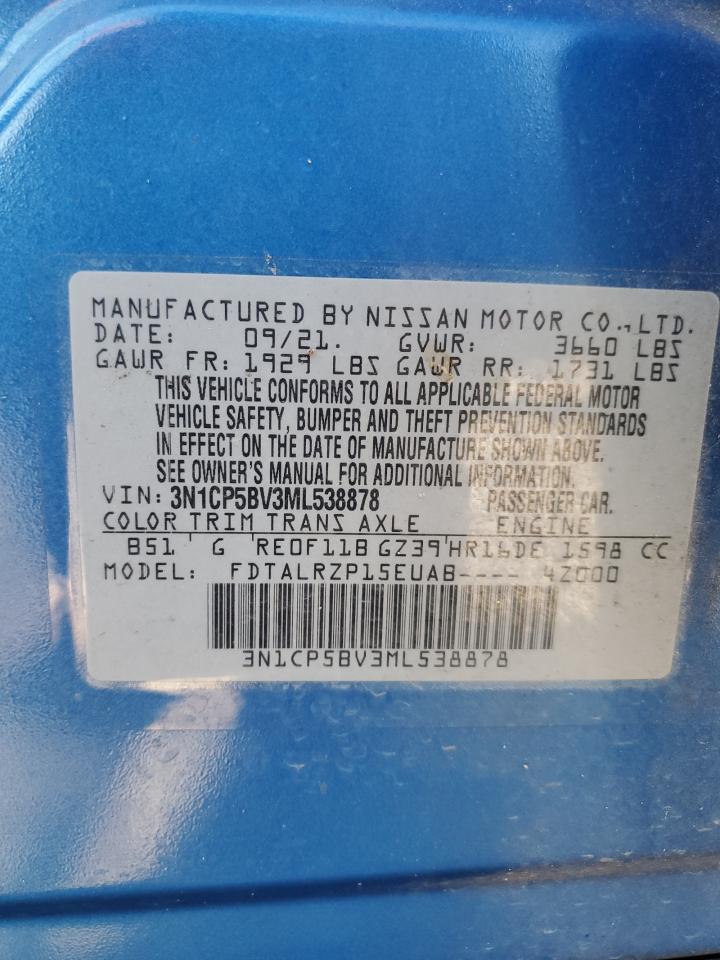 MANUFACTURED BY NISSAN MOTOR CO.,LTD.
DATE: 09/21. GVWR: 3660 LBS
GAWR FR: 1929 LBS GAWR RR: 1731 LBS
THIS VEHICLE CONFORMS TO ALL APPLICABLE FEDERAL MOTOR
VEHICLE SAFETY, BUMPER AND THEFT PREVENTION STANDARDS
IN EFFECT ON THE DATE OF MANUFACTURE SHOWN ABOVE.
SEE OWNER'S MANUAL FOR ADDITIONAL INFORMATION.
VIN: 3N1CP5BV3ML538878 PASSENGER CAR.
COLOR TRIM TRANS AXLE ENGINE
B51 G RE0F11B GZ39 HR16DE 1598 CC
MODEL: FDTALRZP15EUAB---- 4Z000
3N1CP5BV3ML538878